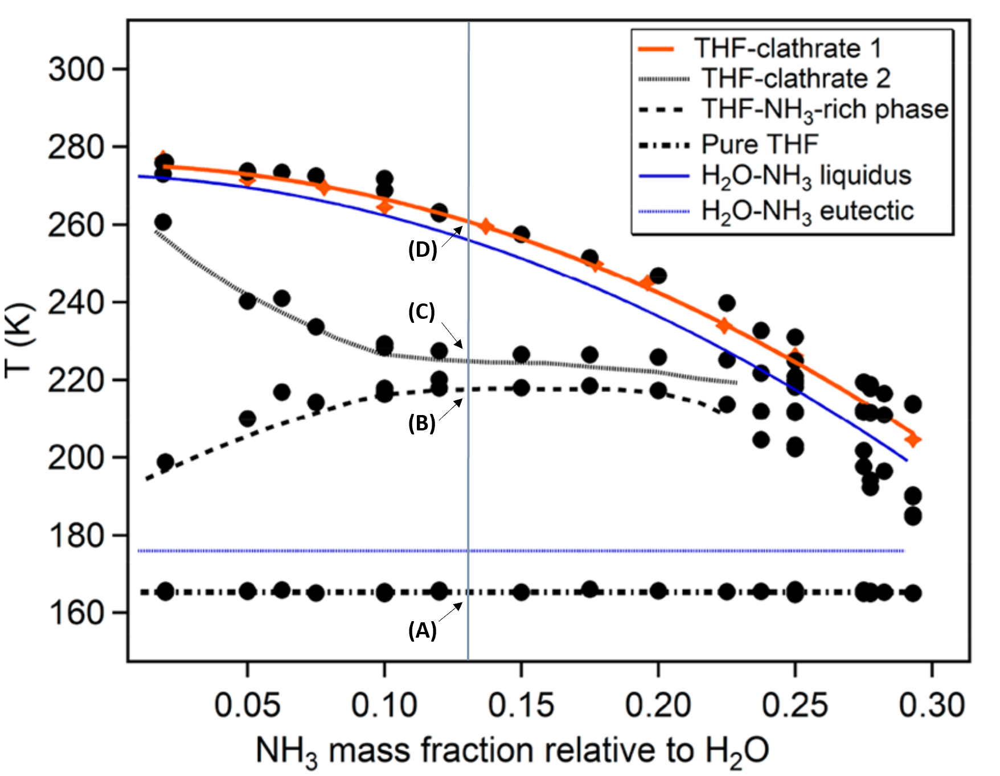 THF-clathrate 1
THF-clathrate 2
THF-NH₃-rich phase
Pure THF
H₂O-NH₃ liquidus
H₂O-NH₃ eutectic
300
280
260
240
220
200
180
160
T (K)
(D)
(C)
(B)
(A)
0.05 0.10 0.15 0.20 0.25 0.30
NH₃ mass fraction relative to H₂O